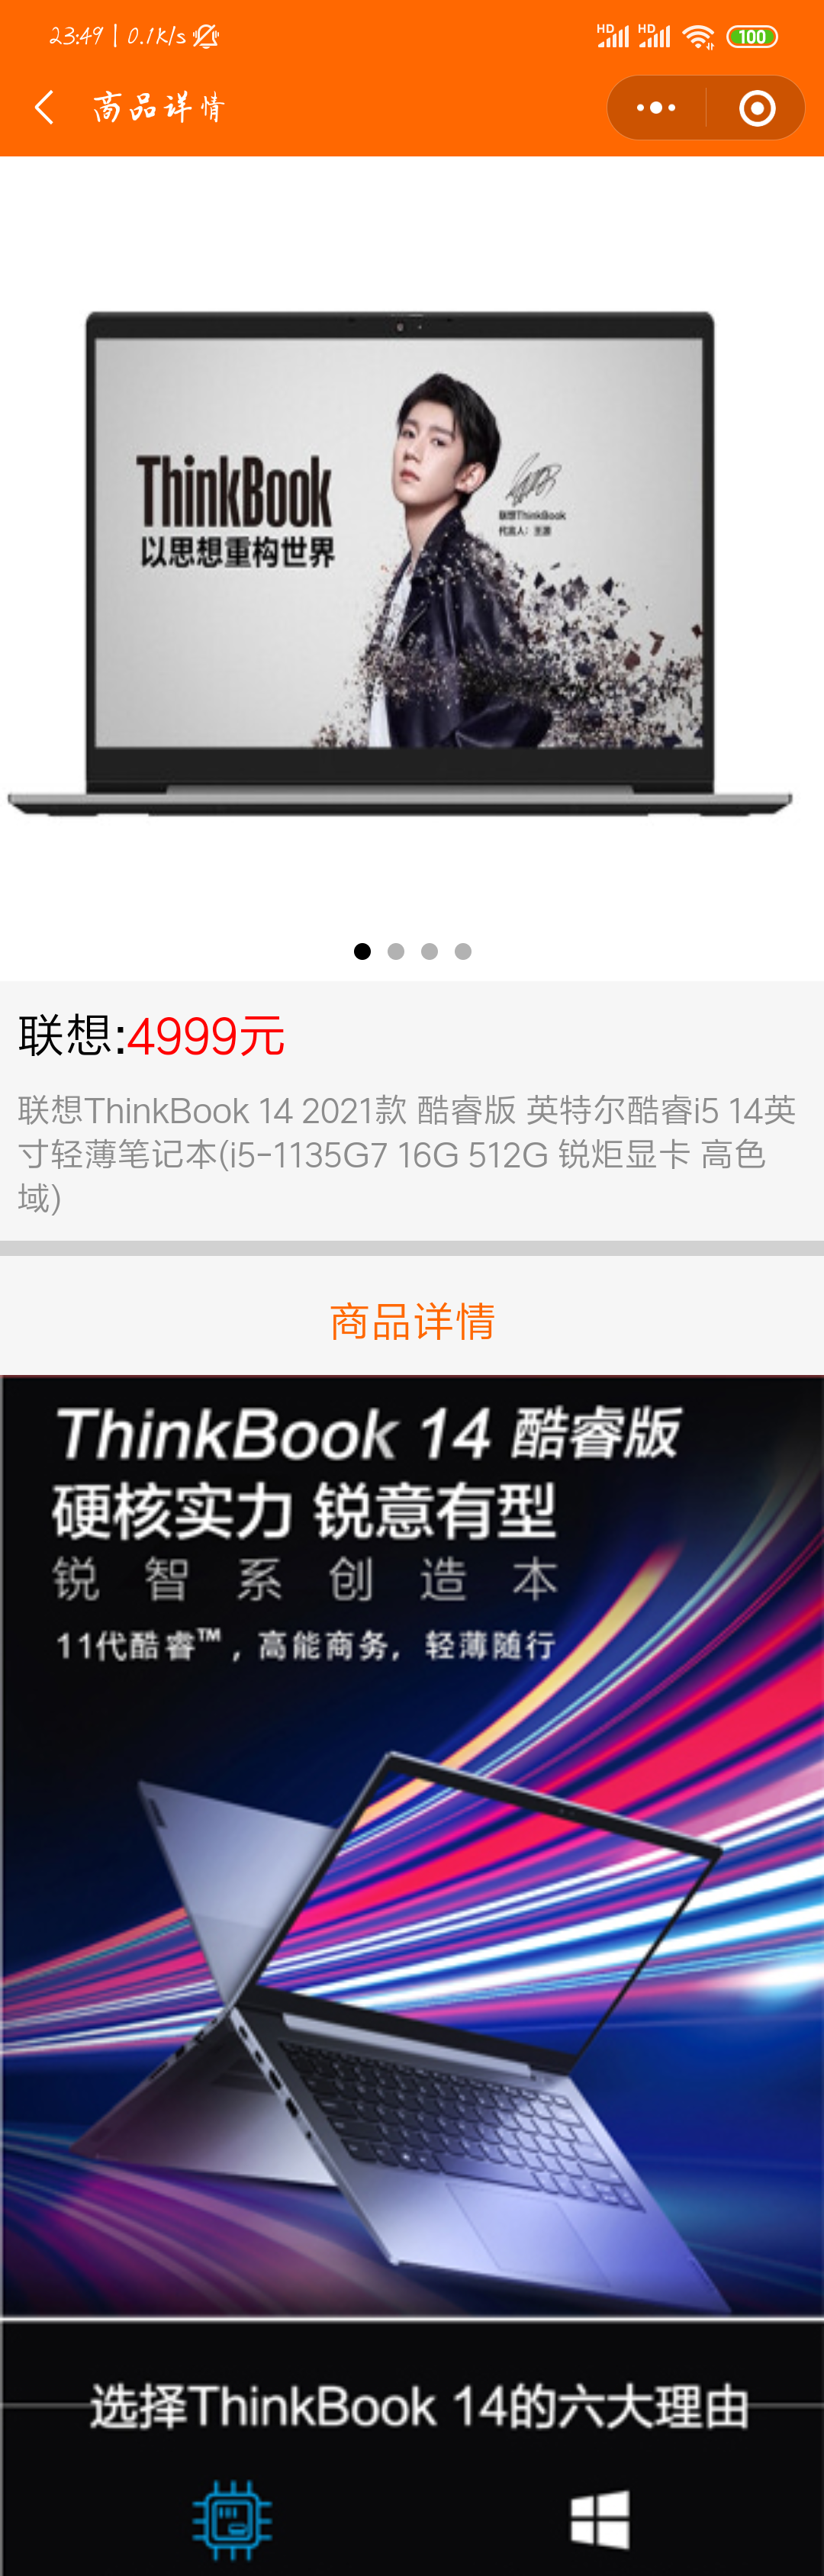 23:49 | 0.1K/s
HD HD 100
商品详情
ThinkBook
以思想重构世界
联想ThinkBook
代言人：王源
联想:4999元
联想ThinkBook 14 2021款 酷睿版 英特尔酷睿i5 14英
寸轻薄笔记本(i5-1135G7 16G 512G 锐炬显卡 高色
域)
商品详情
ThinkBook 14 酷睿版
硬核实力 锐意有型
锐智系创造本
11代酷睿™，高能商务，轻薄随行
选择ThinkBook 14的六大理由